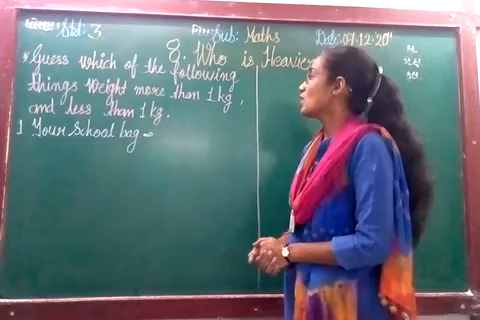 Std: 3 Sub: Maths Date: 07-12-20
8. Who is Heavier
* Guess which of the following
things weight more than 1 kg,
and less than 1 kg.
1 Your School bag -